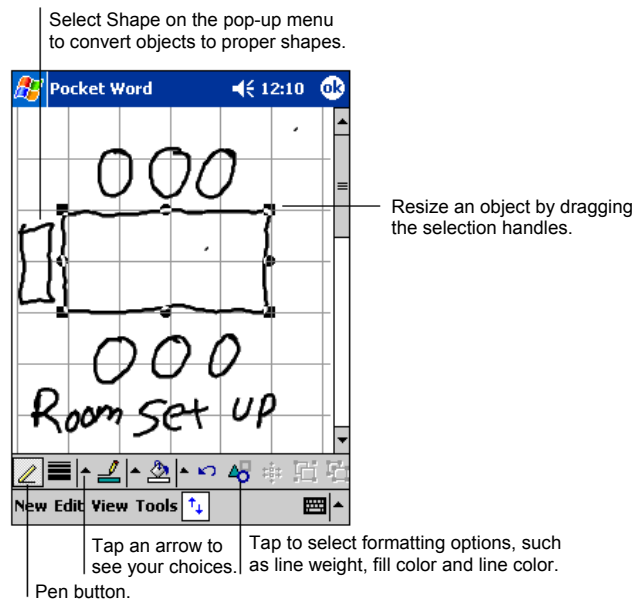 Select Shape on the pop-up menu
to convert objects to proper shapes.
Pocket Word 12:10 ok
Resize an object by dragging
the selection handles.
Room set up
New Edit View Tools
Tap an arrow to
see your choices.
Tap to select formatting options, such
as line weight, fill color and line color.
Pen button.